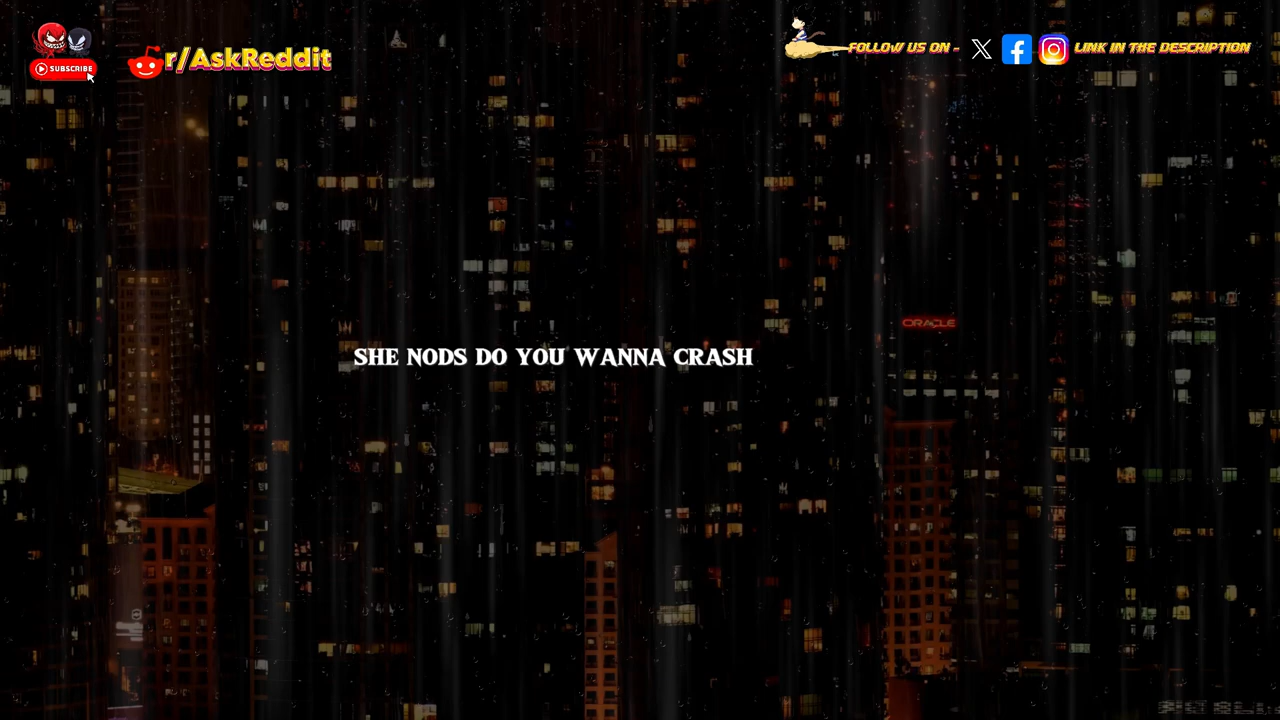 SUBSCRIBE
r/AskReddit
FOLLOW US ON -
LINK IN THE DESCRIPTION
ORACLE
SHE NODS DO YOU WANNA CRASH